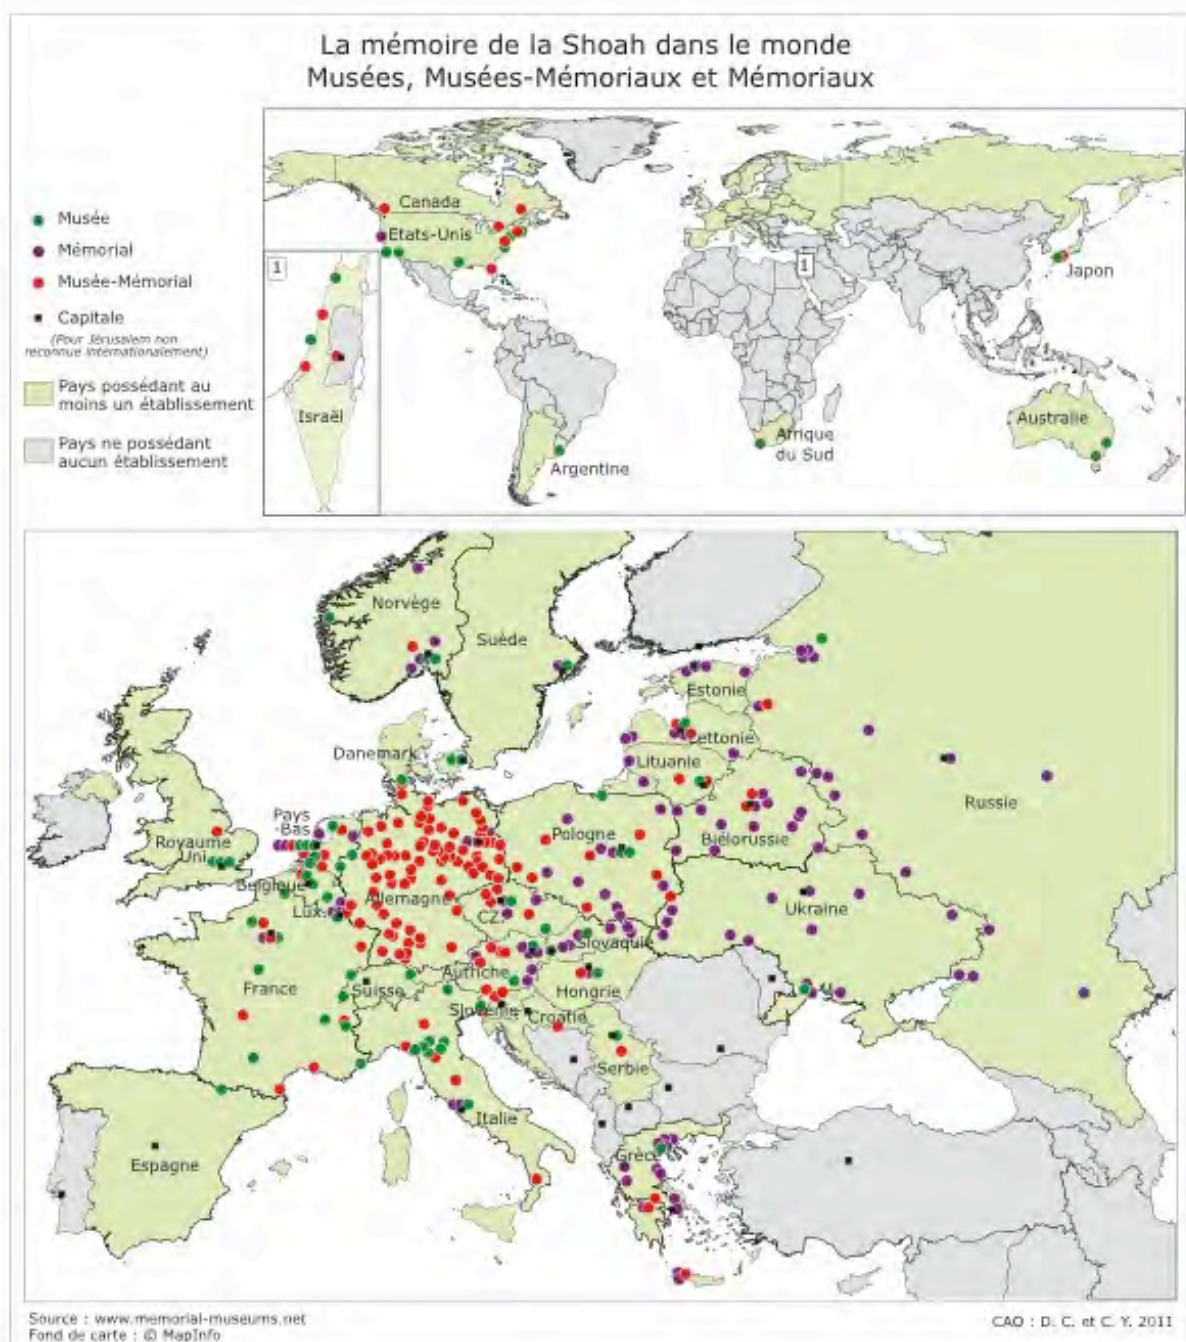 La mémoire de la Shoah dans le monde
Musées, Musées-Mémoriaux et Mémoriaux
Musée
Mémorial
Musée-Mémorial
Capitale
(Pour Jérusalem non
reconnue internationalement)
Pays possédant au
moins un établissement
Pays ne possédant
aucun établissement
Canada
Etats-Unis
1
1
Japon
Israël
Argentine
Afrique
du Sud
Australie
Norvège
Suède
Estonie
Lettonie
Danemark
Lituanie
Russie
Pays
-Bas
Royaume
Uni
Pologne
Biélorussie
Belgique
Allemagne
Lux.
CZ.
Ukraine
Slovaquie
Autriche
France
Suisse
Hongrie
Slovénie
Croatie
Serbie
Italie
Espagne
Grèce
Source : www.memorial-museums.net
Fond de carte : © MapInfo
CAO : D. C. et C. Y. 2011